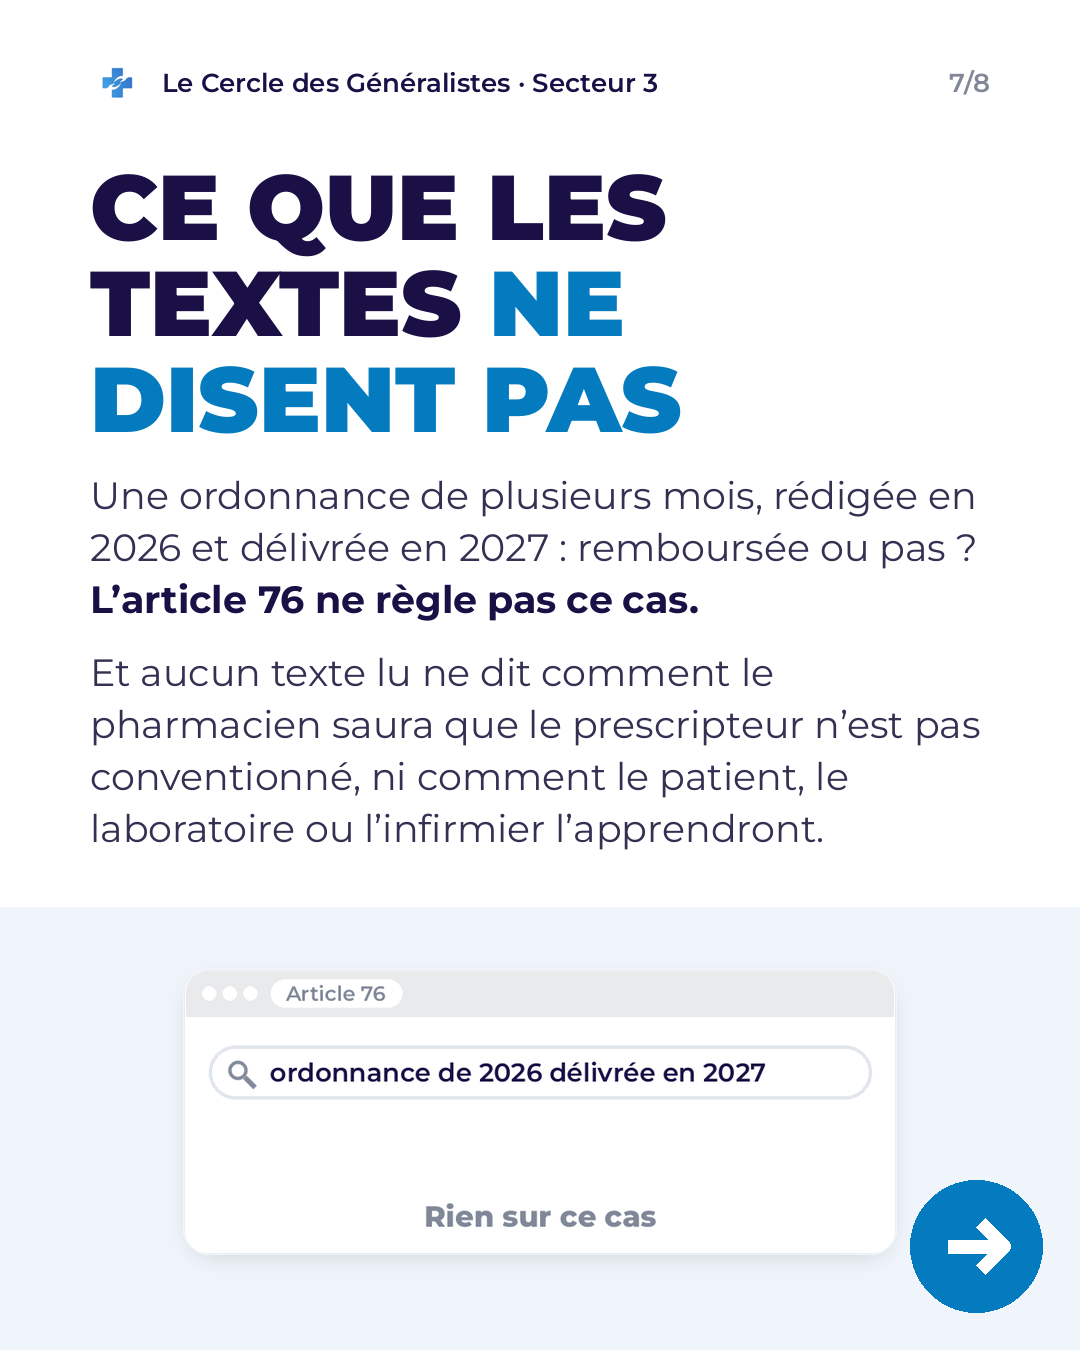 Le Cercle des Généralistes · Secteur 3
7/8
CE QUE LES
TEXTES NE
DISENT PAS
Une ordonnance de plusieurs mois, rédigée en
2026 et délivrée en 2027 : remboursée ou pas ?
L’article 76 ne règle pas ce cas.
Et aucun texte lu ne dit comment le
pharmacien saura que le prescripteur n’est pas
conventionné, ni comment le patient, le
laboratoire ou l’infirmier l’apprendront.
Article 76
ordonnance de 2026 délivrée en 2027
Rien sur ce cas